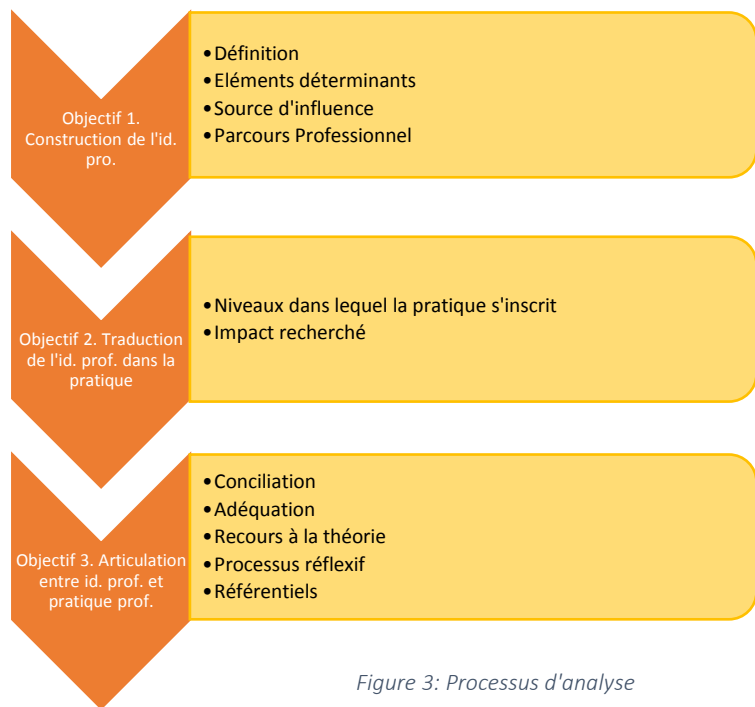 Objectif 1.
Construction de l'id.
pro.
•Définition
•Eléments déterminants
•Source d'influence
•Parcours Professionnel
Objectif 2. Traduction
de l'id. prof. dans la
pratique
•Niveaux dans lequel la pratique s'inscrit
•Impact recherché
Objectif 3. Articulation
entre id. prof. et
pratique prof.
•Conciliation
•Adéquation
•Recours à la théorie
•Processus réflexif
•Référentiels
Figure 3: Processus d'analyse